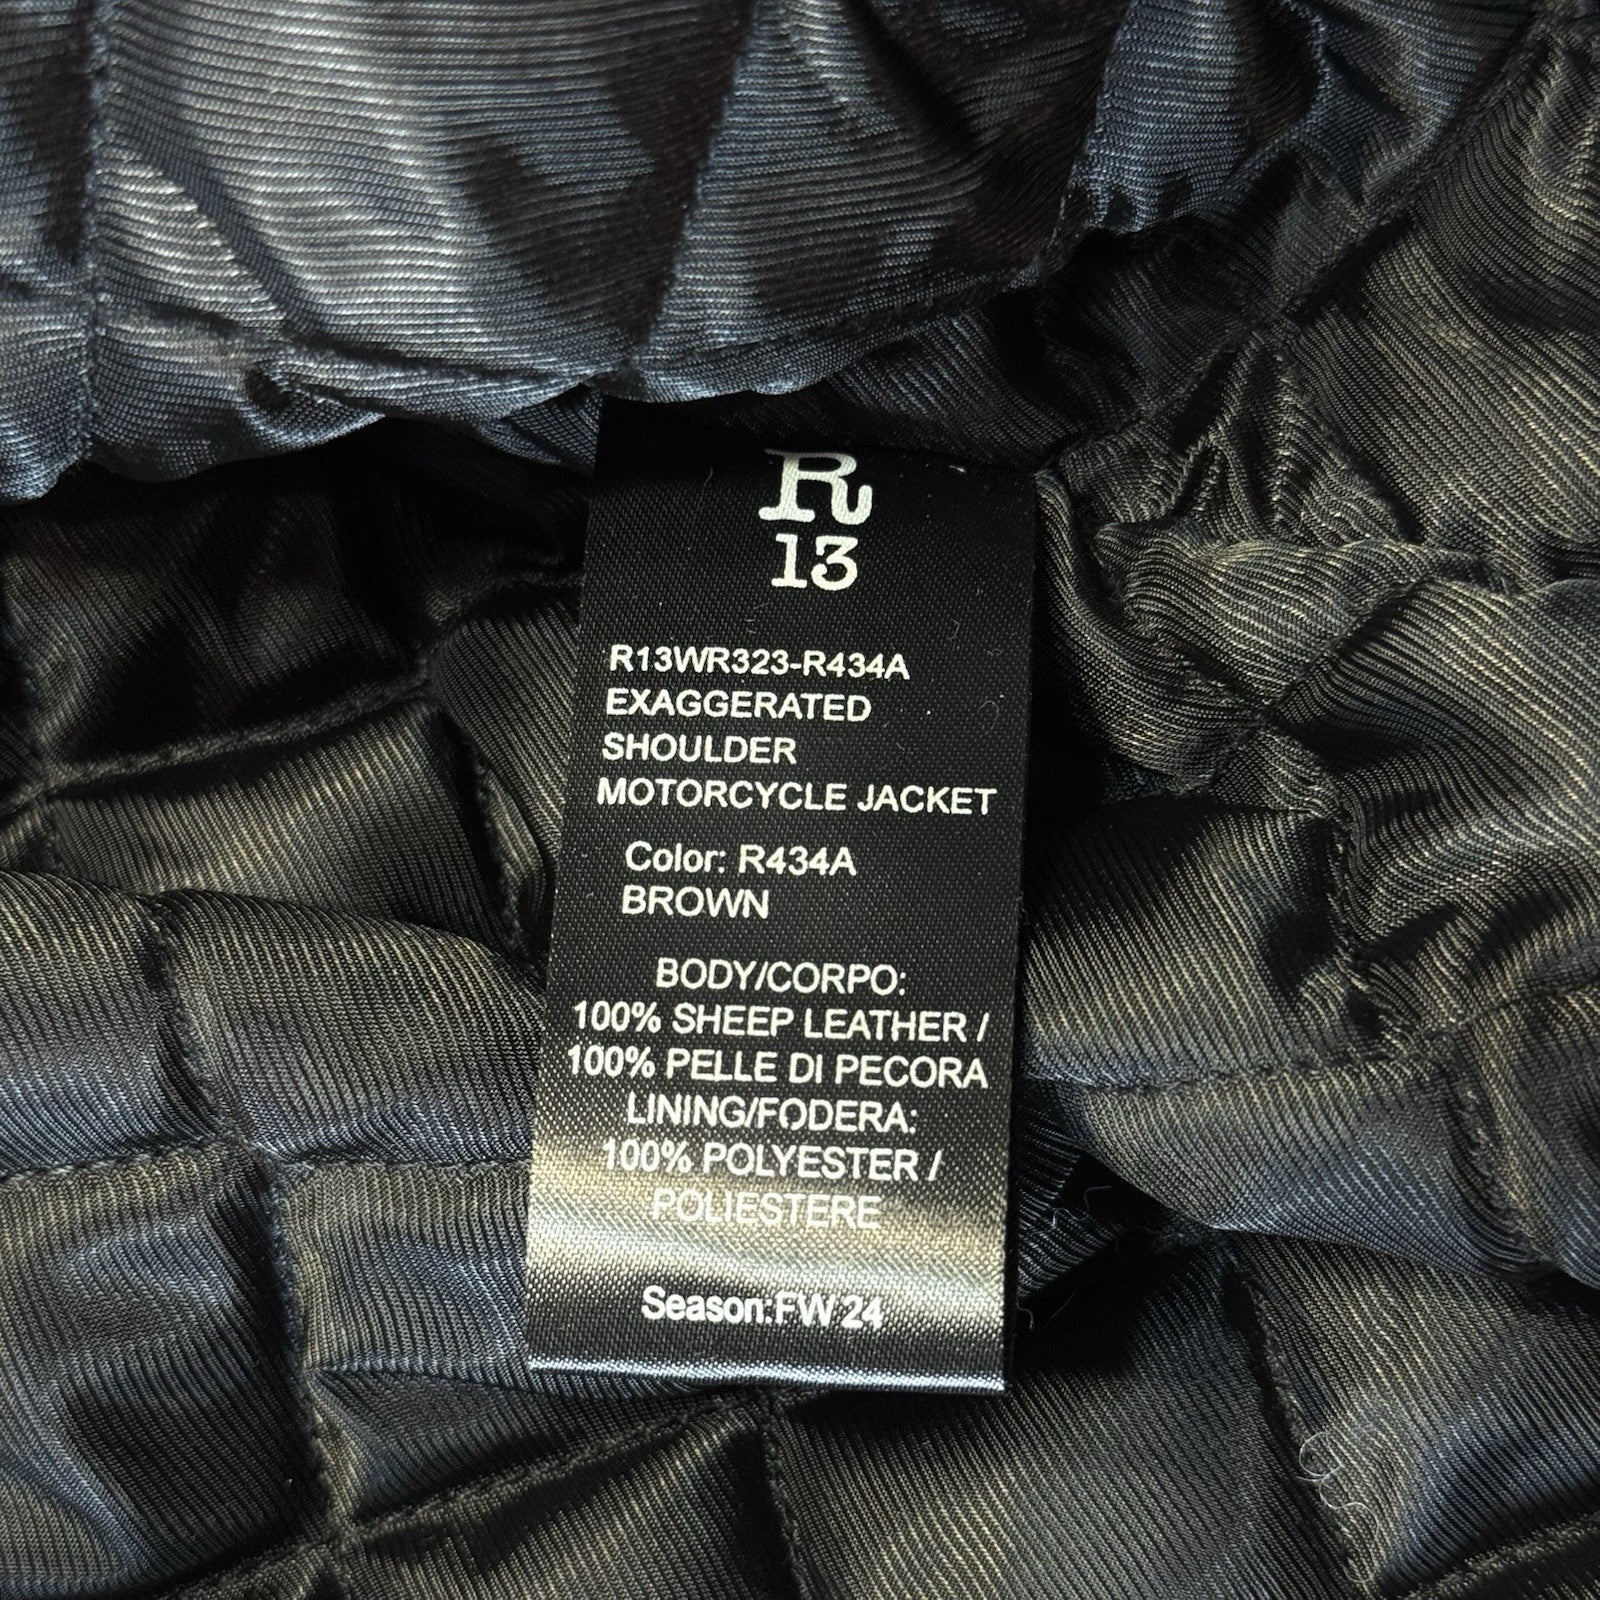 R
13
R13WR323-R434A
EXAGGERATED
SHOULDER
MOTORCYCLE JACKET
Color: R434A
BROWN
BODY/CORPO:
100% SHEEP LEATHER /
100% PELLE DI PECORA
LINING/FODERA:
100% POLYESTER /
POLIESTERE
Season:FW 24